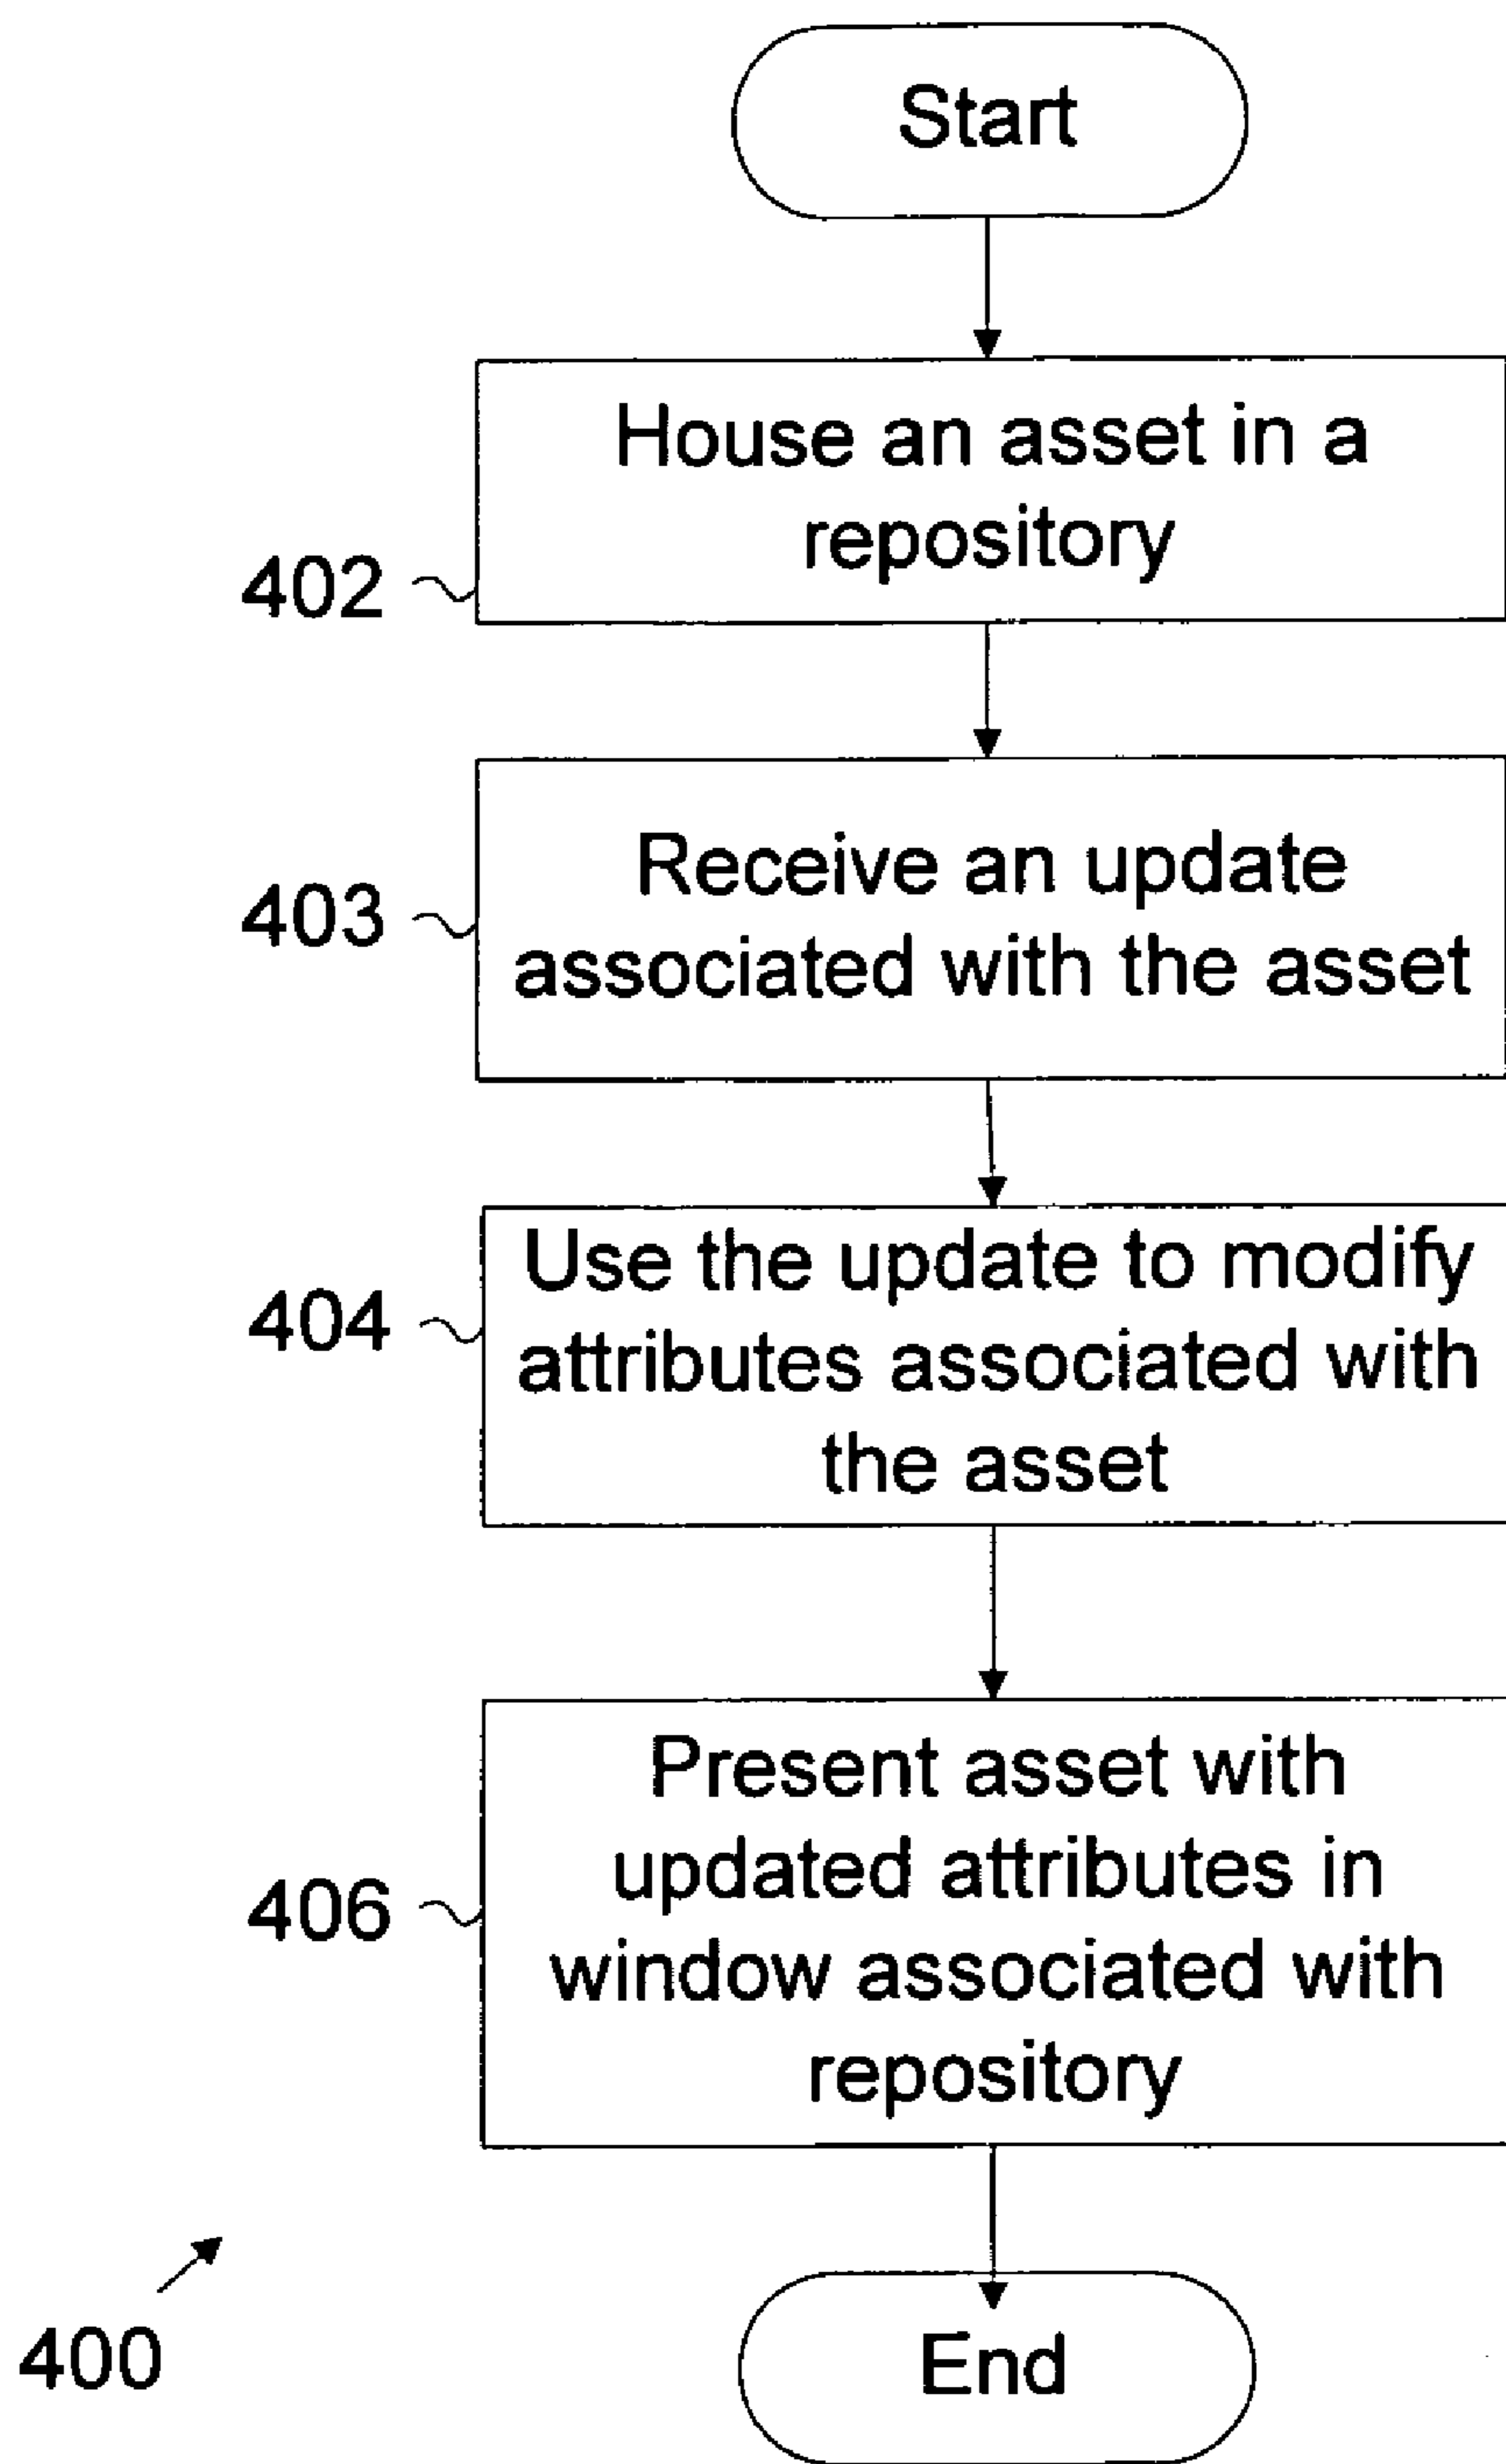 Start
House an asset in a
repository
402
Receive an update
associated with the asset
403
Use the update to modify
attributes associated with
the asset
404
Present asset with
updated attributes in
window associated with
repository
406
End
400